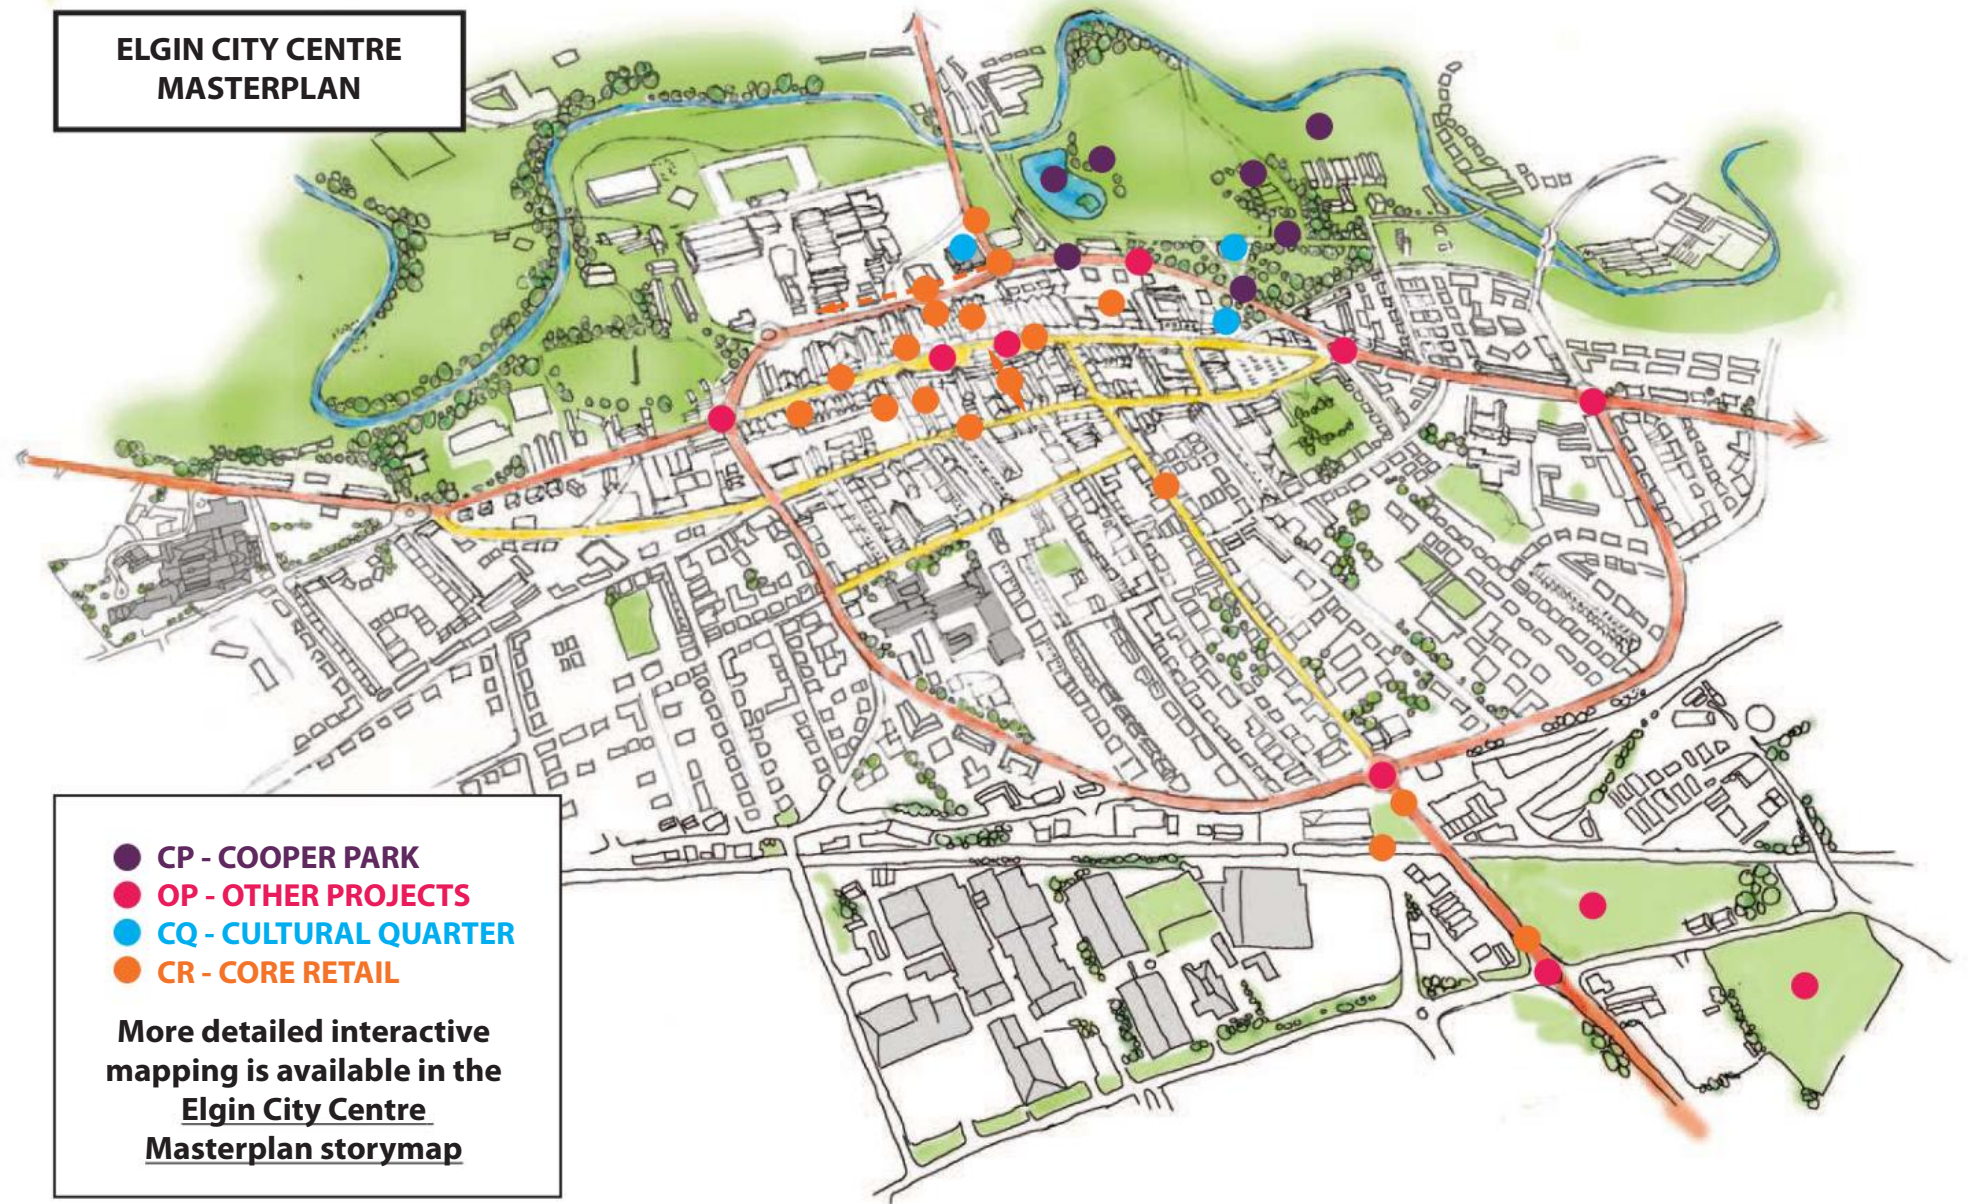 ELGIN CITY CENTRE
MASTERPLAN
CP - COOPER PARK
OP - OTHER PROJECTS
CQ - CULTURAL QUARTER
CR - CORE RETAIL
More detailed interactive
mapping is available in the
Elgin City Centre
Masterplan storymap